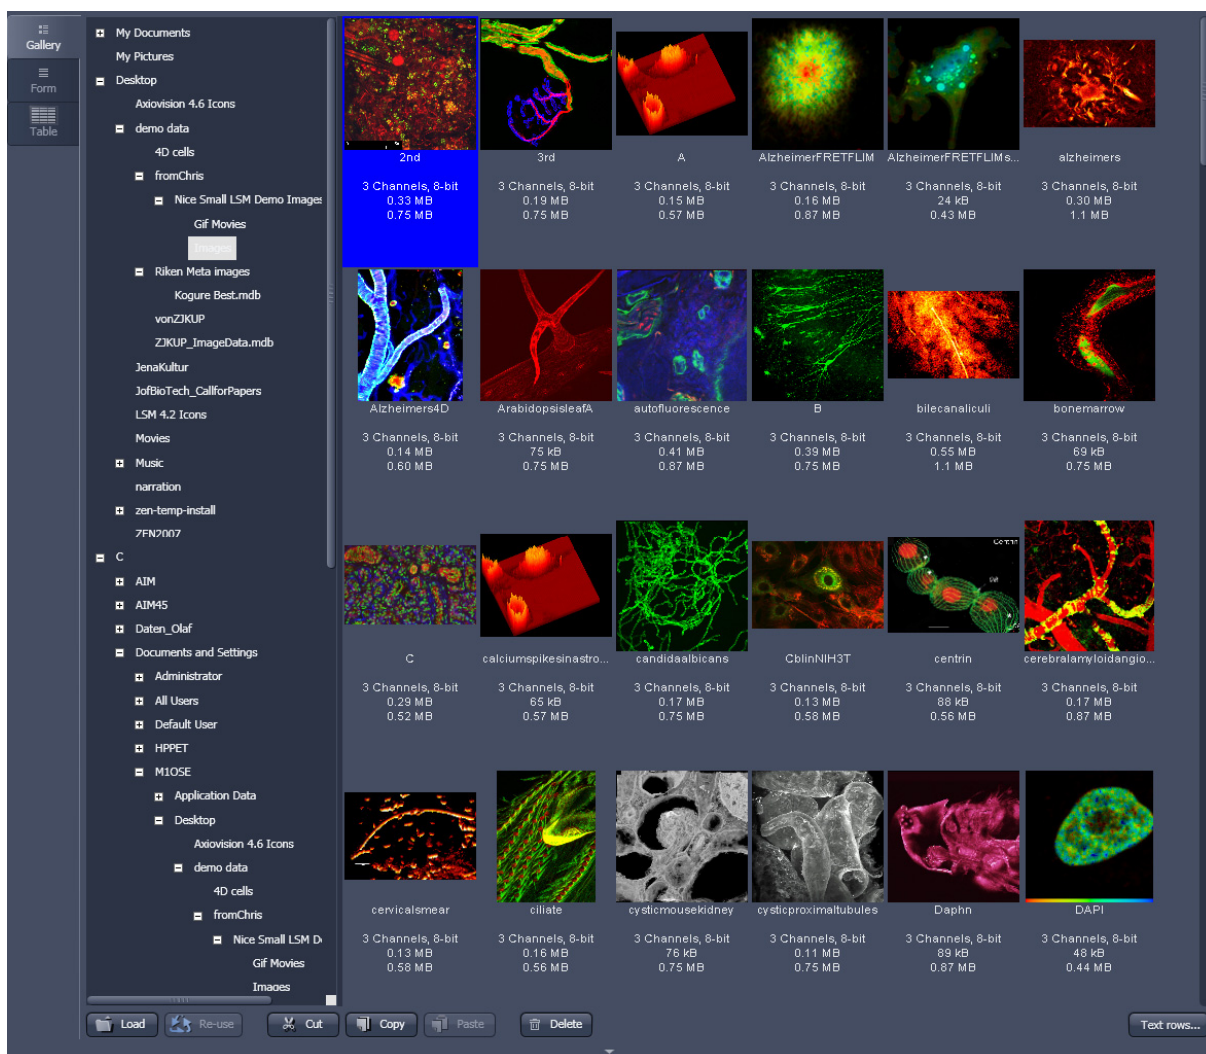 Gallery
Form
Table
My Documents
My Pictures
Desktop
Axiovision 4.6 Icons
demo data
4D cells
fromChris
Nice Small LSM Demo Images
Gif Movies
Images
Riken Meta images
Kogure Best.mdb
vonZJKUP
ZJKUP_ImageData.mdb
JenaKultur
JofBioTech_CallforPapers
LSM 4.2 Icons
Movies
Music
narration
zen-temp-install
ZEN2007
C
AIM
AIM45
Daten_Olaf
Documents and Settings
Administrator
All Users
Default User
HPPET
M1OSE
Application Data
Desktop
Axiovision 4.6 Icons
demo data
4D cells
fromChris
Nice Small LSM D
Gif Movies
Images
2nd 3rd A AlzheimerFRETFLIM AlzheimerFRETFLIMs... alzheimers
3 Channels, 8-bit 3 Channels, 8-bit 3 Channels, 8-bit 3 Channels, 8-bit 3 Channels, 8-bit 3 Channels, 8-bit
0.33 MB 0.19 MB 0.15 MB 0.16 MB 24 kB 0.30 MB
0.75 MB 0.75 MB 0.57 MB 0.87 MB 0.43 MB 1.1 MB
Alzheimers4D ArabidopsisleafA autofluorescence B bilecanaliculi bonemarrow
3 Channels, 8-bit 3 Channels, 8-bit 3 Channels, 8-bit 3 Channels, 8-bit 3 Channels, 8-bit 3 Channels, 8-bit
0.14 MB 75 kB 0.41 MB 0.39 MB 0.55 MB 69 kB
0.60 MB 0.75 MB 0.87 MB 0.75 MB 1.1 MB 0.75 MB
Centrin
C calciumspikesinastro... candidaalbicans CblinNIH3T centrin cerebralamyloidangio...
3 Channels, 8-bit 3 Channels, 8-bit 3 Channels, 8-bit 3 Channels, 8-bit 3 Channels, 8-bit 3 Channels, 8-bit
0.29 MB 65 kB 0.17 MB 0.13 MB 88 kB 0.17 MB
0.52 MB 0.57 MB 0.75 MB 0.58 MB 0.56 MB 0.87 MB
cervicalsmear ciliate cysticmousekidney cysticproximaltubules Daphn DAPI
3 Channels, 8-bit 3 Channels, 8-bit 3 Channels, 8-bit 3 Channels, 8-bit 3 Channels, 8-bit 3 Channels, 8-bit
0.13 MB 0.16 MB 76 kB 0.11 MB 89 kB 48 kB
0.58 MB 0.56 MB 0.75 MB 0.75 MB 0.87 MB 0.44 MB
Load Re-use Cut Copy Paste Delete Text rows...